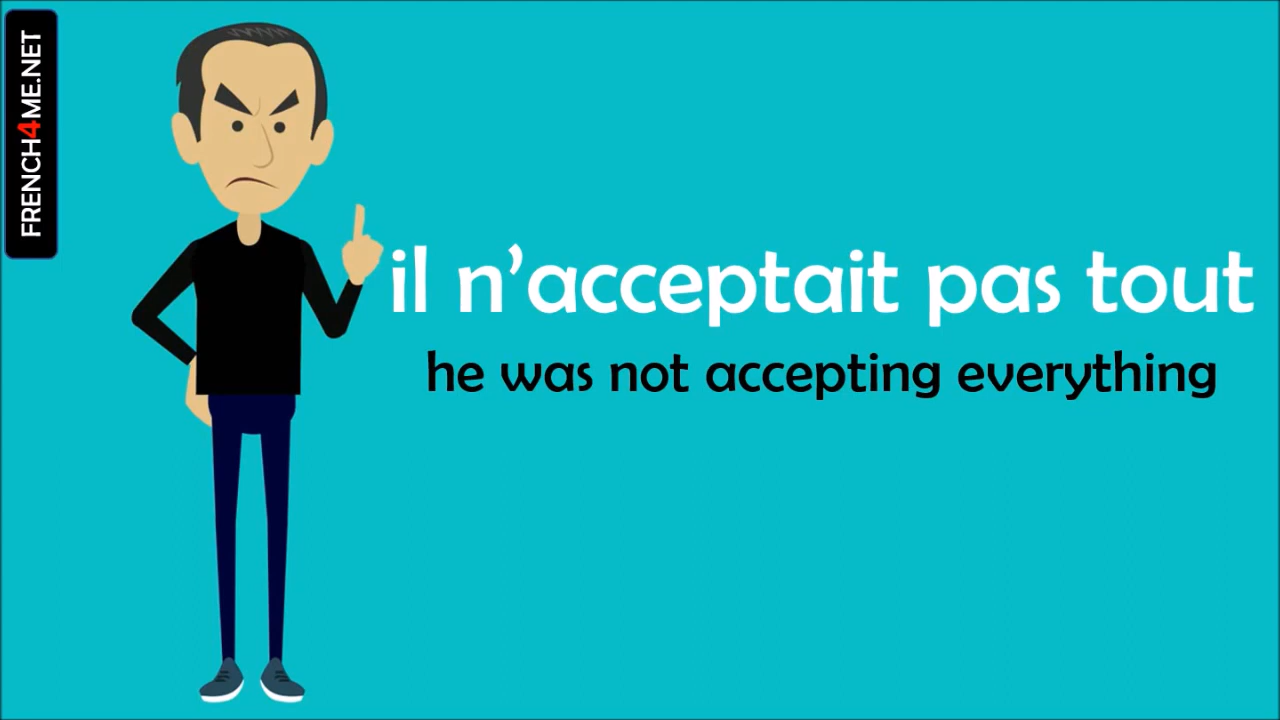 FRENCH4ME.NET
il n’acceptait pas tout
he was not accepting everything